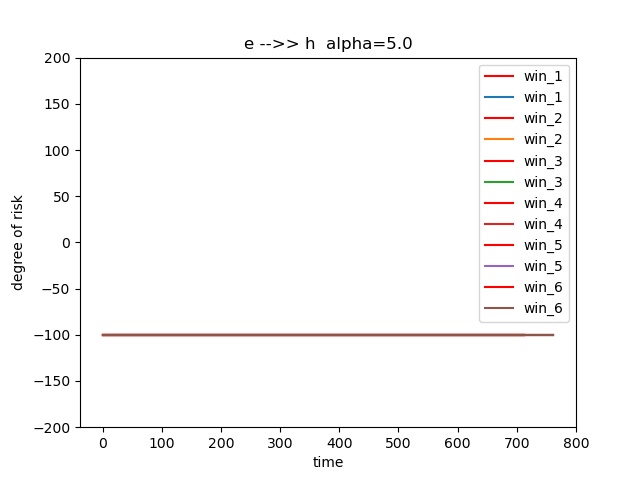 e -->> h  alpha=5.0
200
150
100
50
0
−50
−100
−150
−200
degree of risk
0 100 200 300 400 500 600 700 800
time
win_1
win_1
win_2
win_2
win_3
win_3
win_4
win_4
win_5
win_5
win_6
win_6